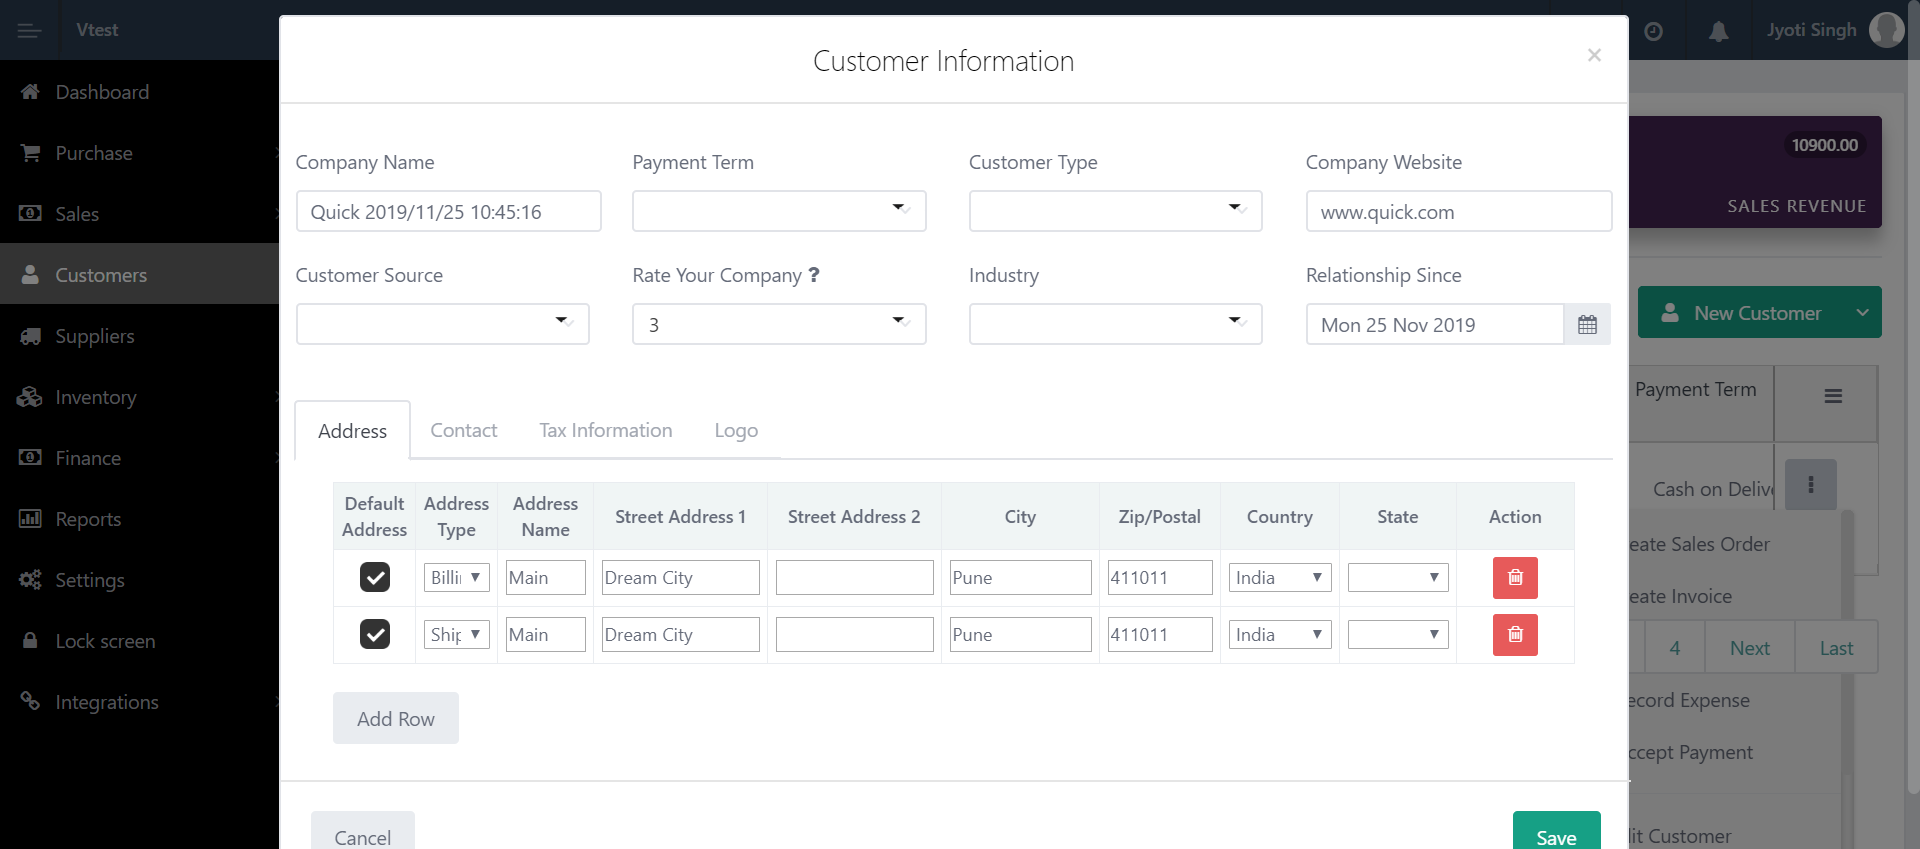 Vtest
Jyoti Singh
Dashboard
Purchase
Sales
Customers
Suppliers
Inventory
Finance
Reports
Settings
Lock screen
Integrations
Customer Information
×
Company Name
Payment Term
Customer Type
Company Website
Quick 2019/11/25 10:45:16
www.quick.com
Customer Source
Rate Your Company ?
Industry
Relationship Since
3
Mon 25 Nov 2019
Address
Contact
Tax Information
Logo
Default Address
Address Type
Address Name
Street Address 1
Street Address 2
City
Zip/Postal
Country
State
Action
Billi
Main
Dream City
Pune
411011
India
Ship
Main
Dream City
Pune
411011
India
Add Row
Cancel
Save
10900.00
SALES REVENUE
New Customer
Payment Term
Cash on Delive
eate Sales Order
eate Invoice
4
Next
Last
ecord Expense
ccept Payment
dit Customer